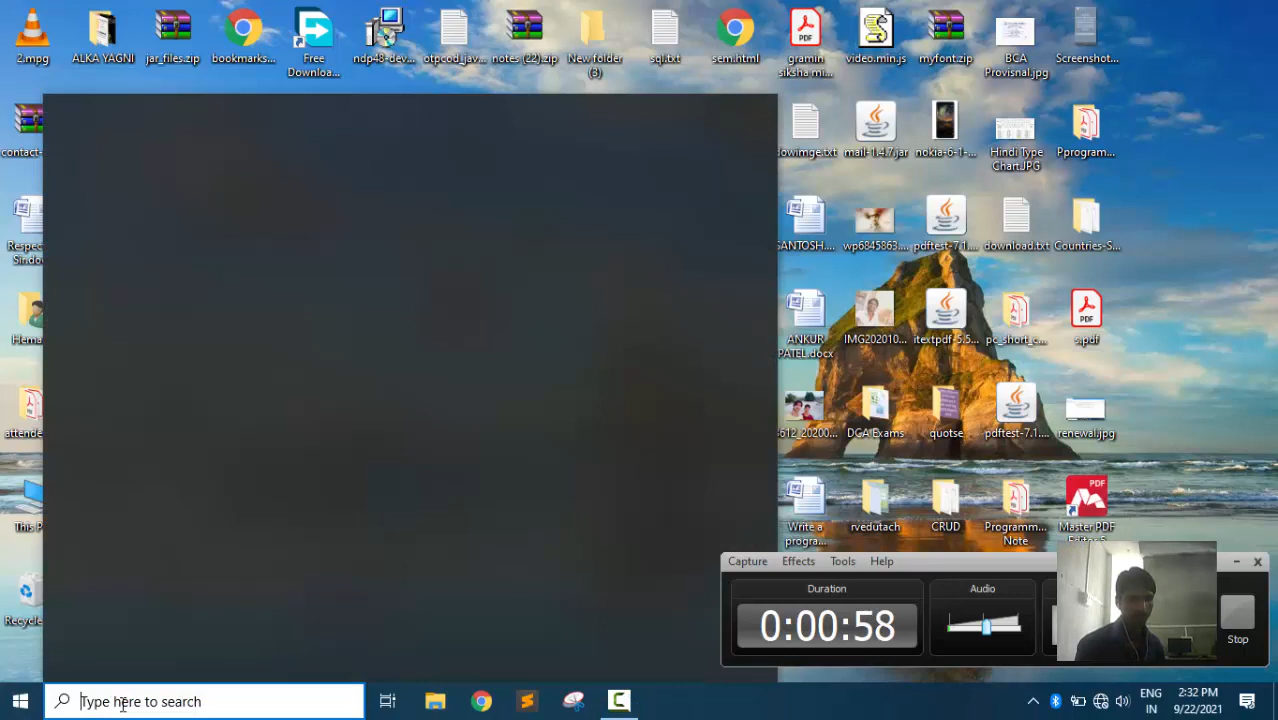 2.mpg
ALKA YAGNI
jar_files.zip
bookmarks...
Free
Downloa...
ndp48-dev...
otpcod_jav...
notes (22).zip
New folder
(3)
sql.txt
sem.html
gramin
siksha mi...
video.min.js
myfont.zip
BCA
Provisnal.jpg
Screenshot...
contact-
dowimge.txt
mail-1.4.7.jar
nokia-6-1-...
Hindi Type
Chart.JPG
Pprogram...
Respec
Sindo
SANTOSH....
wp6845863....
pdftest-7.1....
download.txt
Countries-S...
Hema
ANKUR
PATEL.docx
IMG202010...
itextpdf-5.5...
pc_short_c...
s.pdf
attende
4612_20200...
DCA Exams
quotse
pdftest-7.1....
renewal.jpg
This P
Write a
progra...
rvedutach
CRUD
Programm...
Note
Master PDF
Editor 5
PDF
Recycle
Capture
Effects
Tools
Help
Duration
Audio
0:00:58
Stop
Type here to search
ENG
IN
2:32 PM
9/22/2021